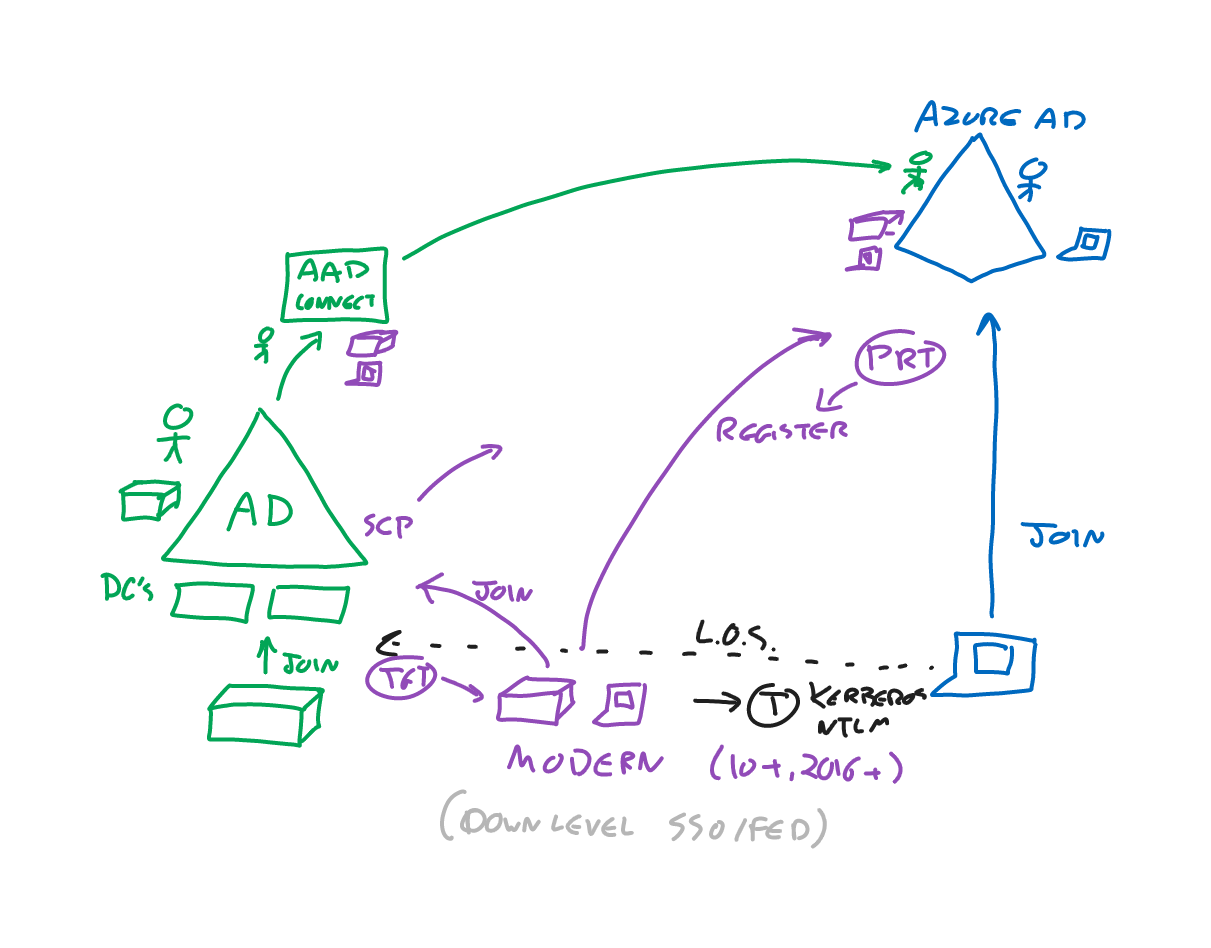 AZURE AD
AAD
CONNECT
PRT
REGISTER
AD
SCP
JOIN
DC's
JOIN
JOIN
L.O.S.
TGT
T
KERBEROS
NTLM
MODERN (10+, 2016+)
(DOWN LEVEL SSO/FED)